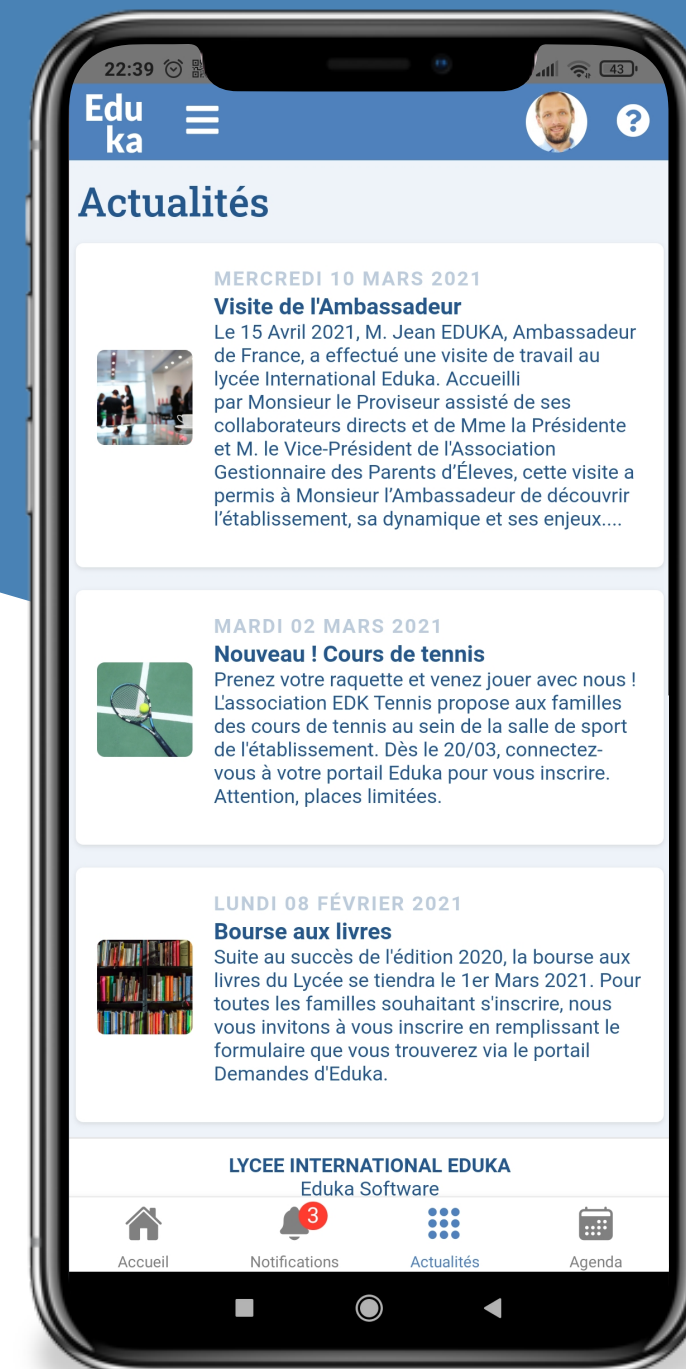 22:39
43
Edu
ka
?
Actualités
MERCREDI 10 MARS 2021
Visite de l'Ambassadeur
Le 15 Avril 2021, M. Jean EDUKA, Ambassadeur
de France, a effectué une visite de travail au
lycée International Eduka. Accueilli
par Monsieur le Proviseur assisté de ses
collaborateurs directs et de Mme la Présidente
et M. le Vice-Président de l'Association
Gestionnaire des Parents d’Éleves, cette visite a
permis à Monsieur l’Ambassadeur de découvrir
l’établissement, sa dynamique et ses enjeux....
MARDI 02 MARS 2021
Nouveau ! Cours de tennis
Prenez votre raquette et venez jouer avec nous !
L'association EDK Tennis propose aux familles
des cours de tennis au sein de la salle de sport
de l'établissement. Dès le 20/03, connectez-
vous à votre portail Eduka pour vous inscrire.
Attention, places limitées.
LUNDI 08 FÉVRIER 2021
Bourse aux livres
Suite au succès de l'édition 2020, la bourse aux
livres du Lycée se tiendra le 1er Mars 2021. Pour
toutes les familles souhaitant s'inscrire, nous
vous invitons à vous inscrire en remplissant le
formulaire que vous trouverez via le portail
Demandes d'Eduka.
LYCEE INTERNATIONAL EDUKA
Eduka Software
3
Accueil
Notifications
Actualités
Agenda